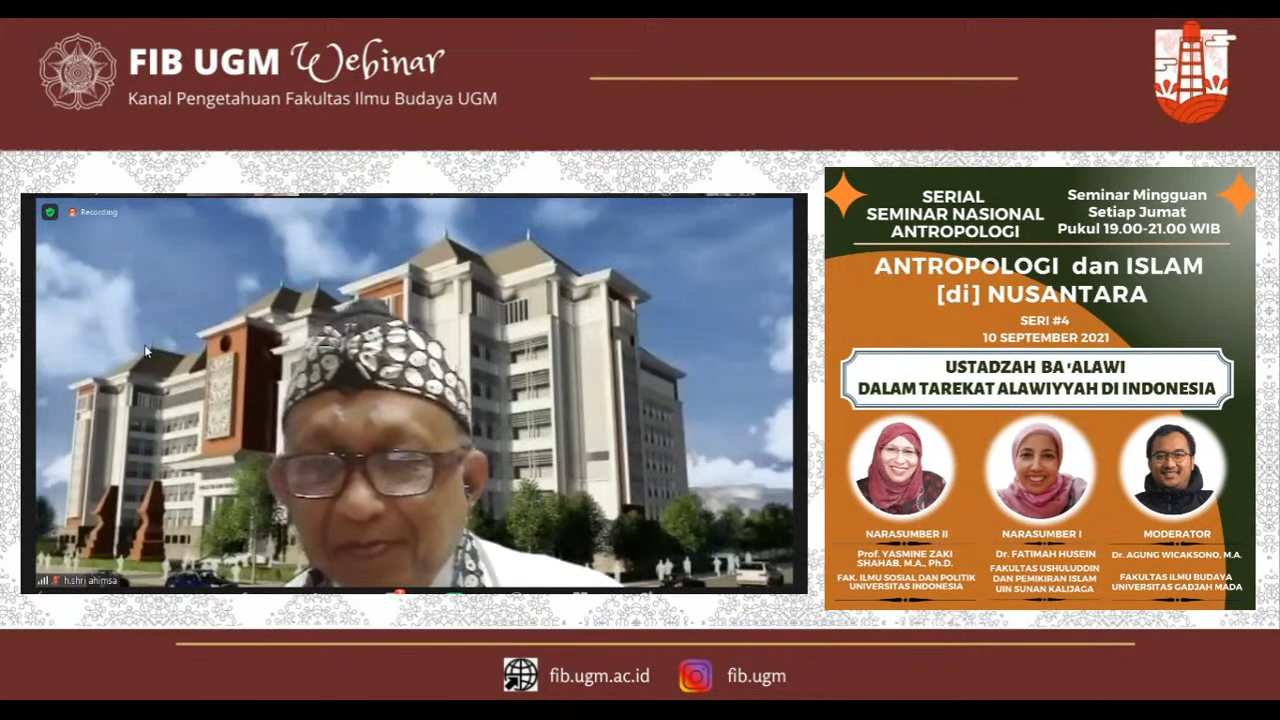 FIB UGM Webinar
Kanal Pengetahuan Fakultas Ilmu Budaya UGM
Recording
h.shri ahimsa
SERIAL
SEMINAR NASIONAL
ANTROPOLOGI
Seminar Mingguan
Setiap Jumat
Pukul 19.00-21.00 WIB
ANTROPOLOGI dan ISLAM
[di] NUSANTARA
SERI #4
10 SEPTEMBER 2021
USTADZAH BA 'ALAWI
DALAM TAREKAT ALAWIYYAH DI INDONESIA
NARASUMBER II
Prof. YASMINE ZAKI
SHAHAB, M.A., Ph.D.
FAK. ILMU SOSIAL DAN POLITIK
UNIVERSITAS INDONESIA
NARASUMBER I
Dr. FATIMAH HUSEIN
FAKULTAS USHULUDDIN
DAN PEMIKIRAN ISLAM
UIN SUNAN KALIJAGA
MODERATOR
Dr. AGUNG WICAKSONO, M.A.
FAKULTAS ILMU BUDAYA
UNIVERSITAS GADJAH MADA
fib.ugm.ac.id
fib.ugm